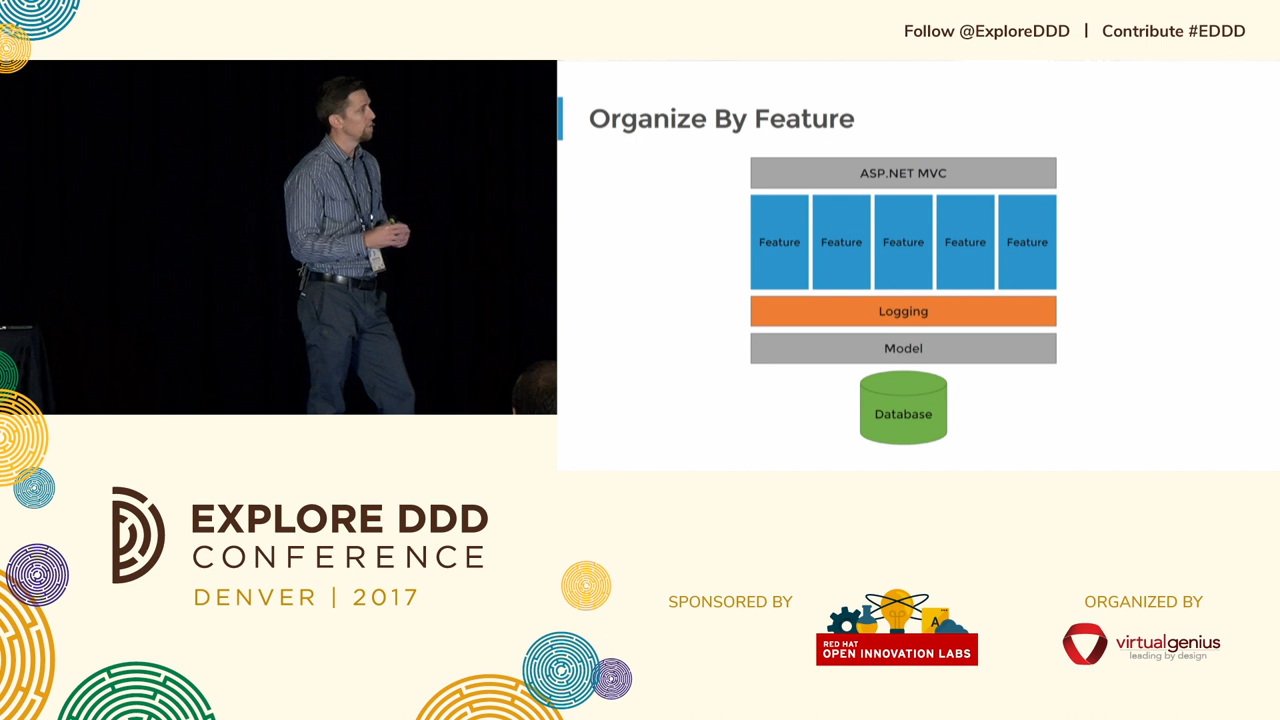 Follow @ExploreDDD | Contribute #EDDD
Organize By Feature
ASP.NET MVC
Feature Feature Feature Feature Feature
Logging
Model
Database
EXPLORE DDD
CONFERENCE
DENVER | 2017
SPONSORED BY
A
RED HAT
OPEN INNOVATION LABS
ORGANIZED BY
virtualgenius
leading by design